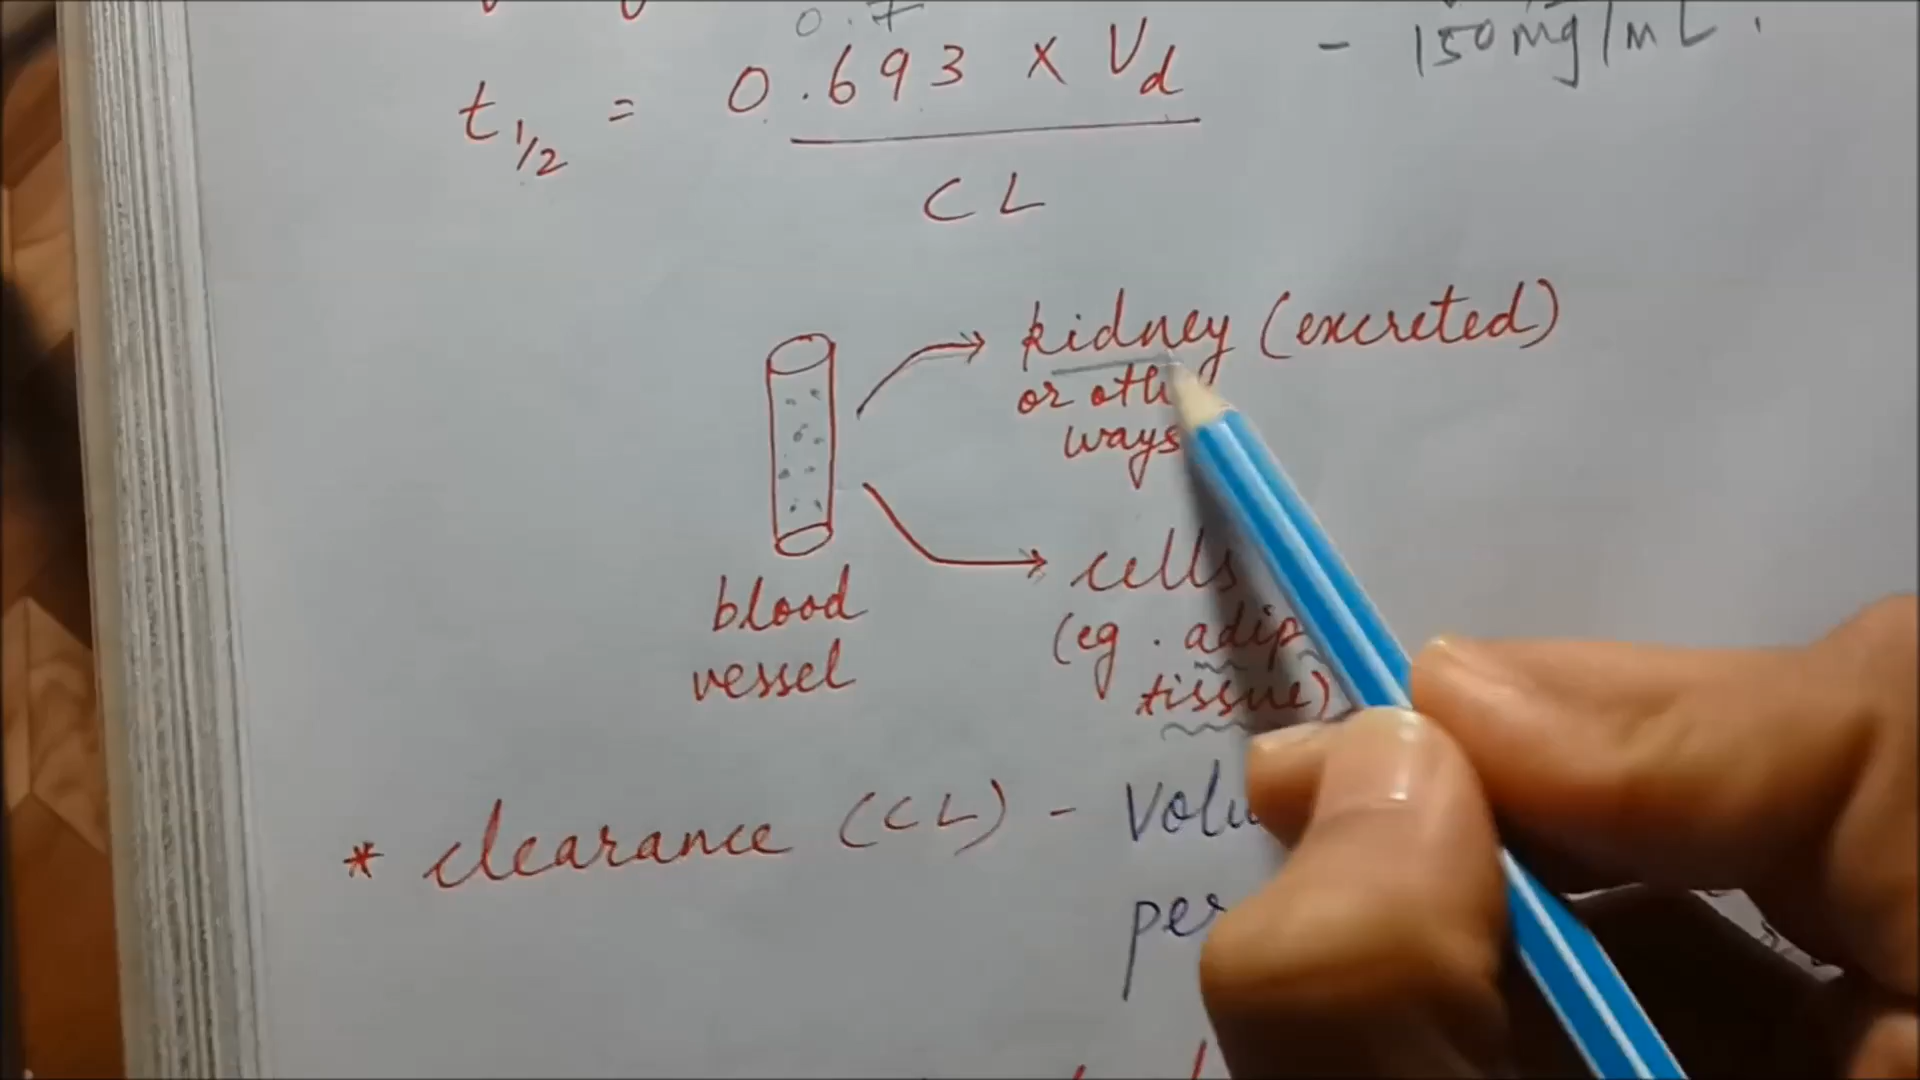 0.7
t1/2 = 0.693 x Vd
CL
- 150mg/mL.
kidney (excreted)
or oth
ways
cells
(eg. adip
tissue)
blood
vessel
* clearance (CL) - Volu
per